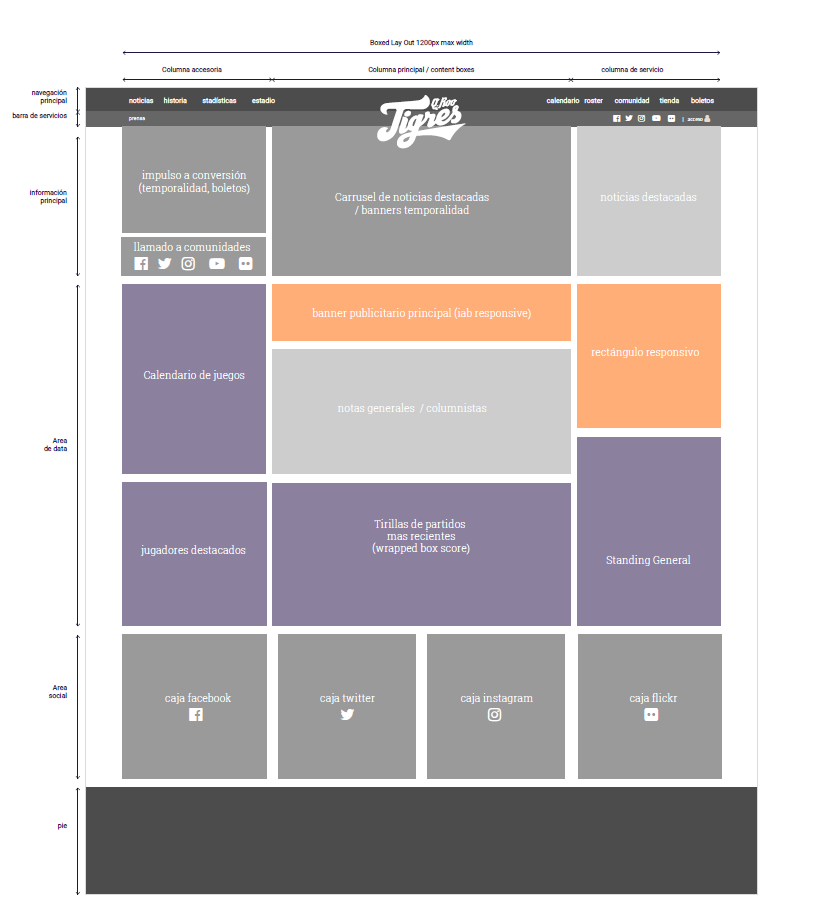 Boxed Lay Out 1200px max width
Columna accesoria
Columna principal / content boxes
columna de servicio
navegación
principal
noticias historia stadísticas estadio
Q.Roo
Tigres
calendario roster comunidad tienda boletos
barra de servicios
prensa
| acceso
información
principal
impulso a conversión
(temporalidad, boletos)
llamado a comunidades
Carrusel de noticias destacadas
/ banners temporalidad
noticias destacadas
Area
de data
Calendario de juegos
banner publicitario principal (iab responsive)
rectángulo responsivo
notas generales / columnistas
jugadores destacados
Tirillas de partidos
mas recientes
(wrapped box score)
Standing General
Area
social
caja facebook
caja twitter
caja instagram
caja flickr
pie